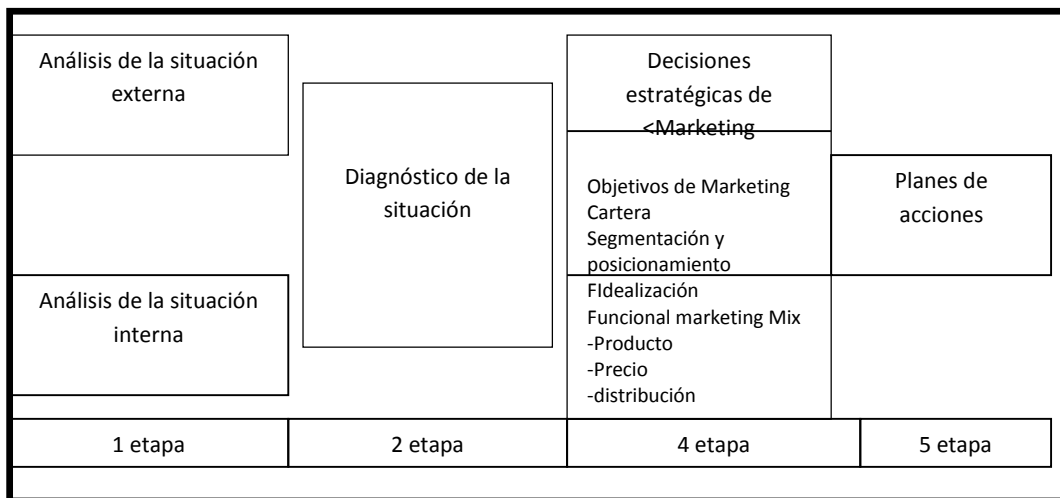 Análisis de la situación
externa
Análisis de la situación
interna
Diagnóstico de la
situación
Decisiones
estratégicas de
<Marketing
Objetivos de Marketing
Cartera
Segmentación y
posicionamiento
FIdealización
Funcional marketing Mix
-Producto
-Precio
-distribución
Planes de
acciones
1 etapa
2 etapa
4 etapa
5 etapa